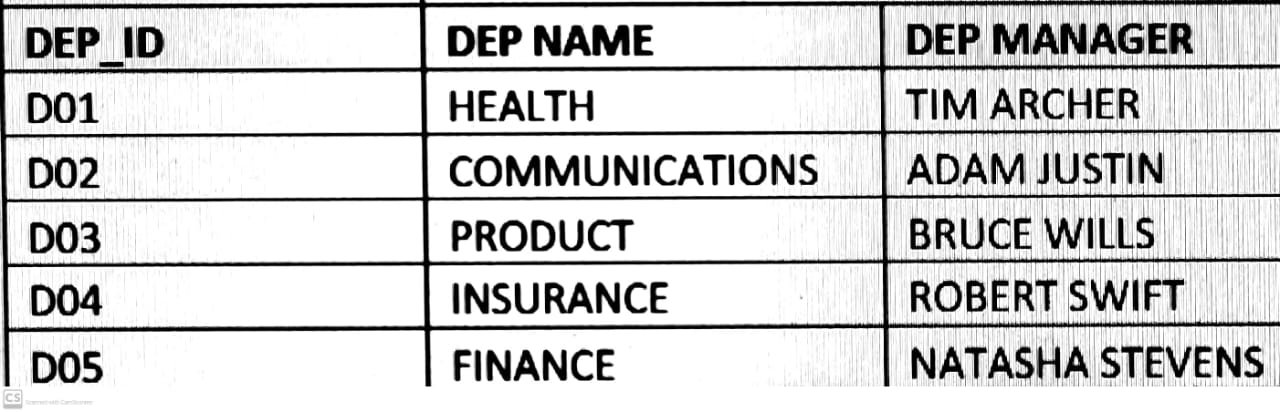 DEP_ID DEP NAME DEP MANAGER
D01 HEALTH TIM ARCHER
D02 COMMUNICATIONS ADAM JUSTIN
D03 PRODUCT BRUCE WILLS
D04 INSURANCE ROBERT SWIFT
D05 FINANCE NATASHA STEVENS
CS Scanned with CamScanner